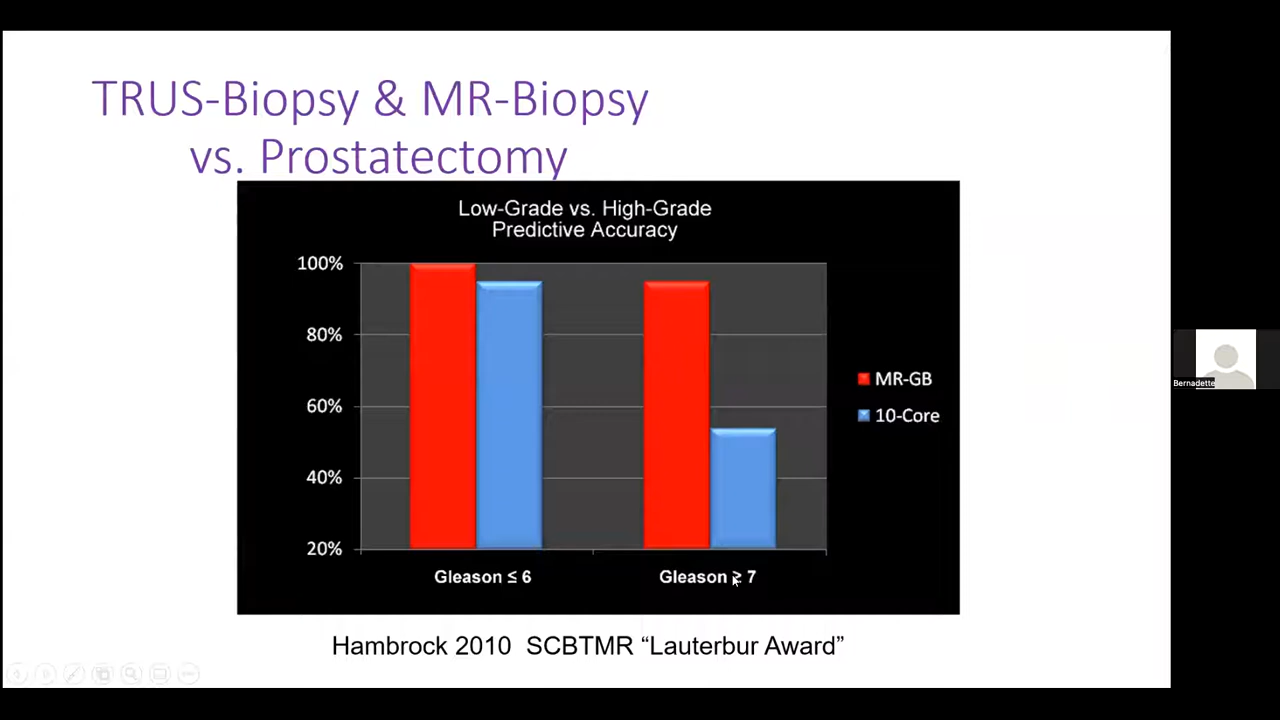 TRUS-Biopsy & MR-Biopsy
vs. Prostatectomy
Low-Grade vs. High-Grade
Predictive Accuracy
100%
80%
60%
40%
20%
Gleason ≤ 6
Gleason ≥ 7
MR-GB
10-Core
Hambrock 2010 SCBTMR “Lauterbur Award”
Bernadette